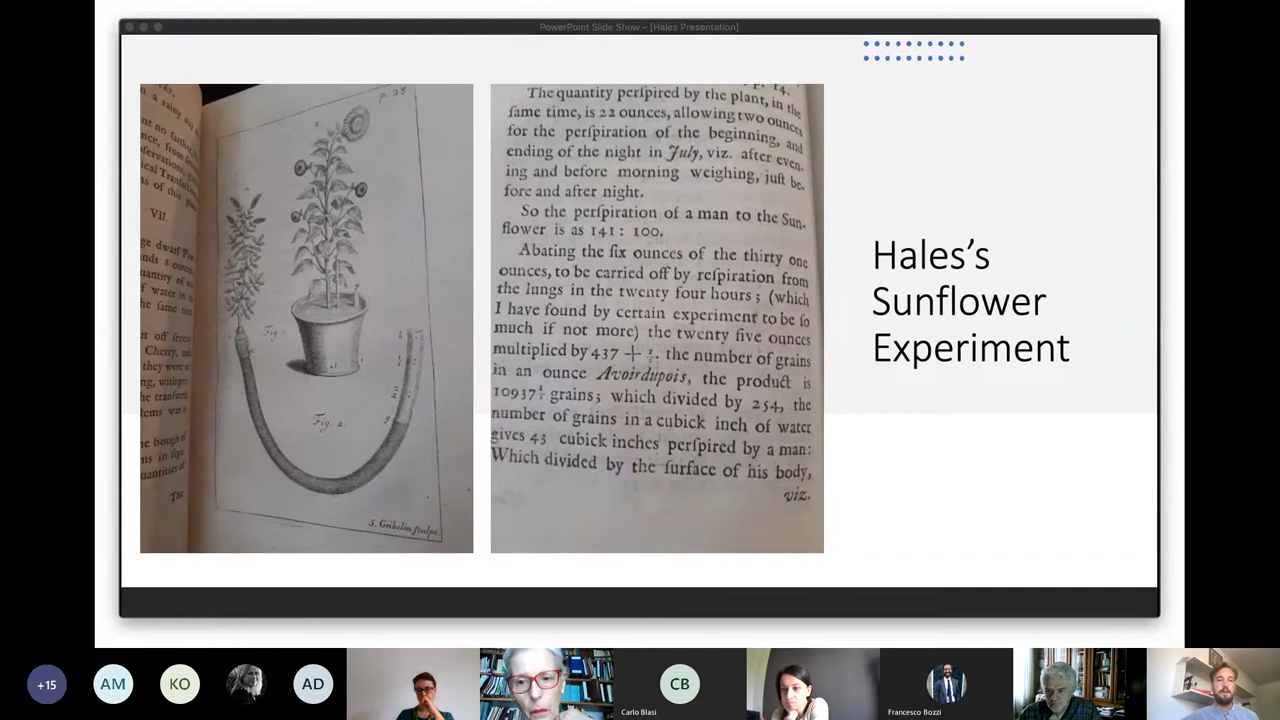 PowerPoint Slide Show – [Hales Presentation]
p. 28
VII.
Cherry, and
The
Fig. 1.
Fig. 2.
S. Gribelin sculps.
p. 14.
The quantity perſpired by the plant, in the
ſame time, is 22 ounces, allowing two ounces
for the perſpiration of the beginning, and
ending of the night in July, viz. after even-
ing and before morning weighing, juſt be-
fore and after night.
So the perſpiration of a man to the Sun-
flower is as 141 : 100.
Abating the ſix ounces of the thirty one
ounces, to be carried off by reſpiration from
the lungs in the twenty four hours ; (which
I have found by certain experiment to be ſo
much if not more) the twenty five ounces
multiplied by 437 + ½. the number of grains
in an ounce Avoirdupois, the product is
10937½ grains; which divided by 254, the
number of grains in a cubick inch of water
gives 43 cubick inches perſpired by a man:
Which divided by the ſurface of his body,
viz.
Hales’s
Sunflower
Experiment
+15
AM
KO
AD
CB
Carlo Blasi
Francesco Bozzi